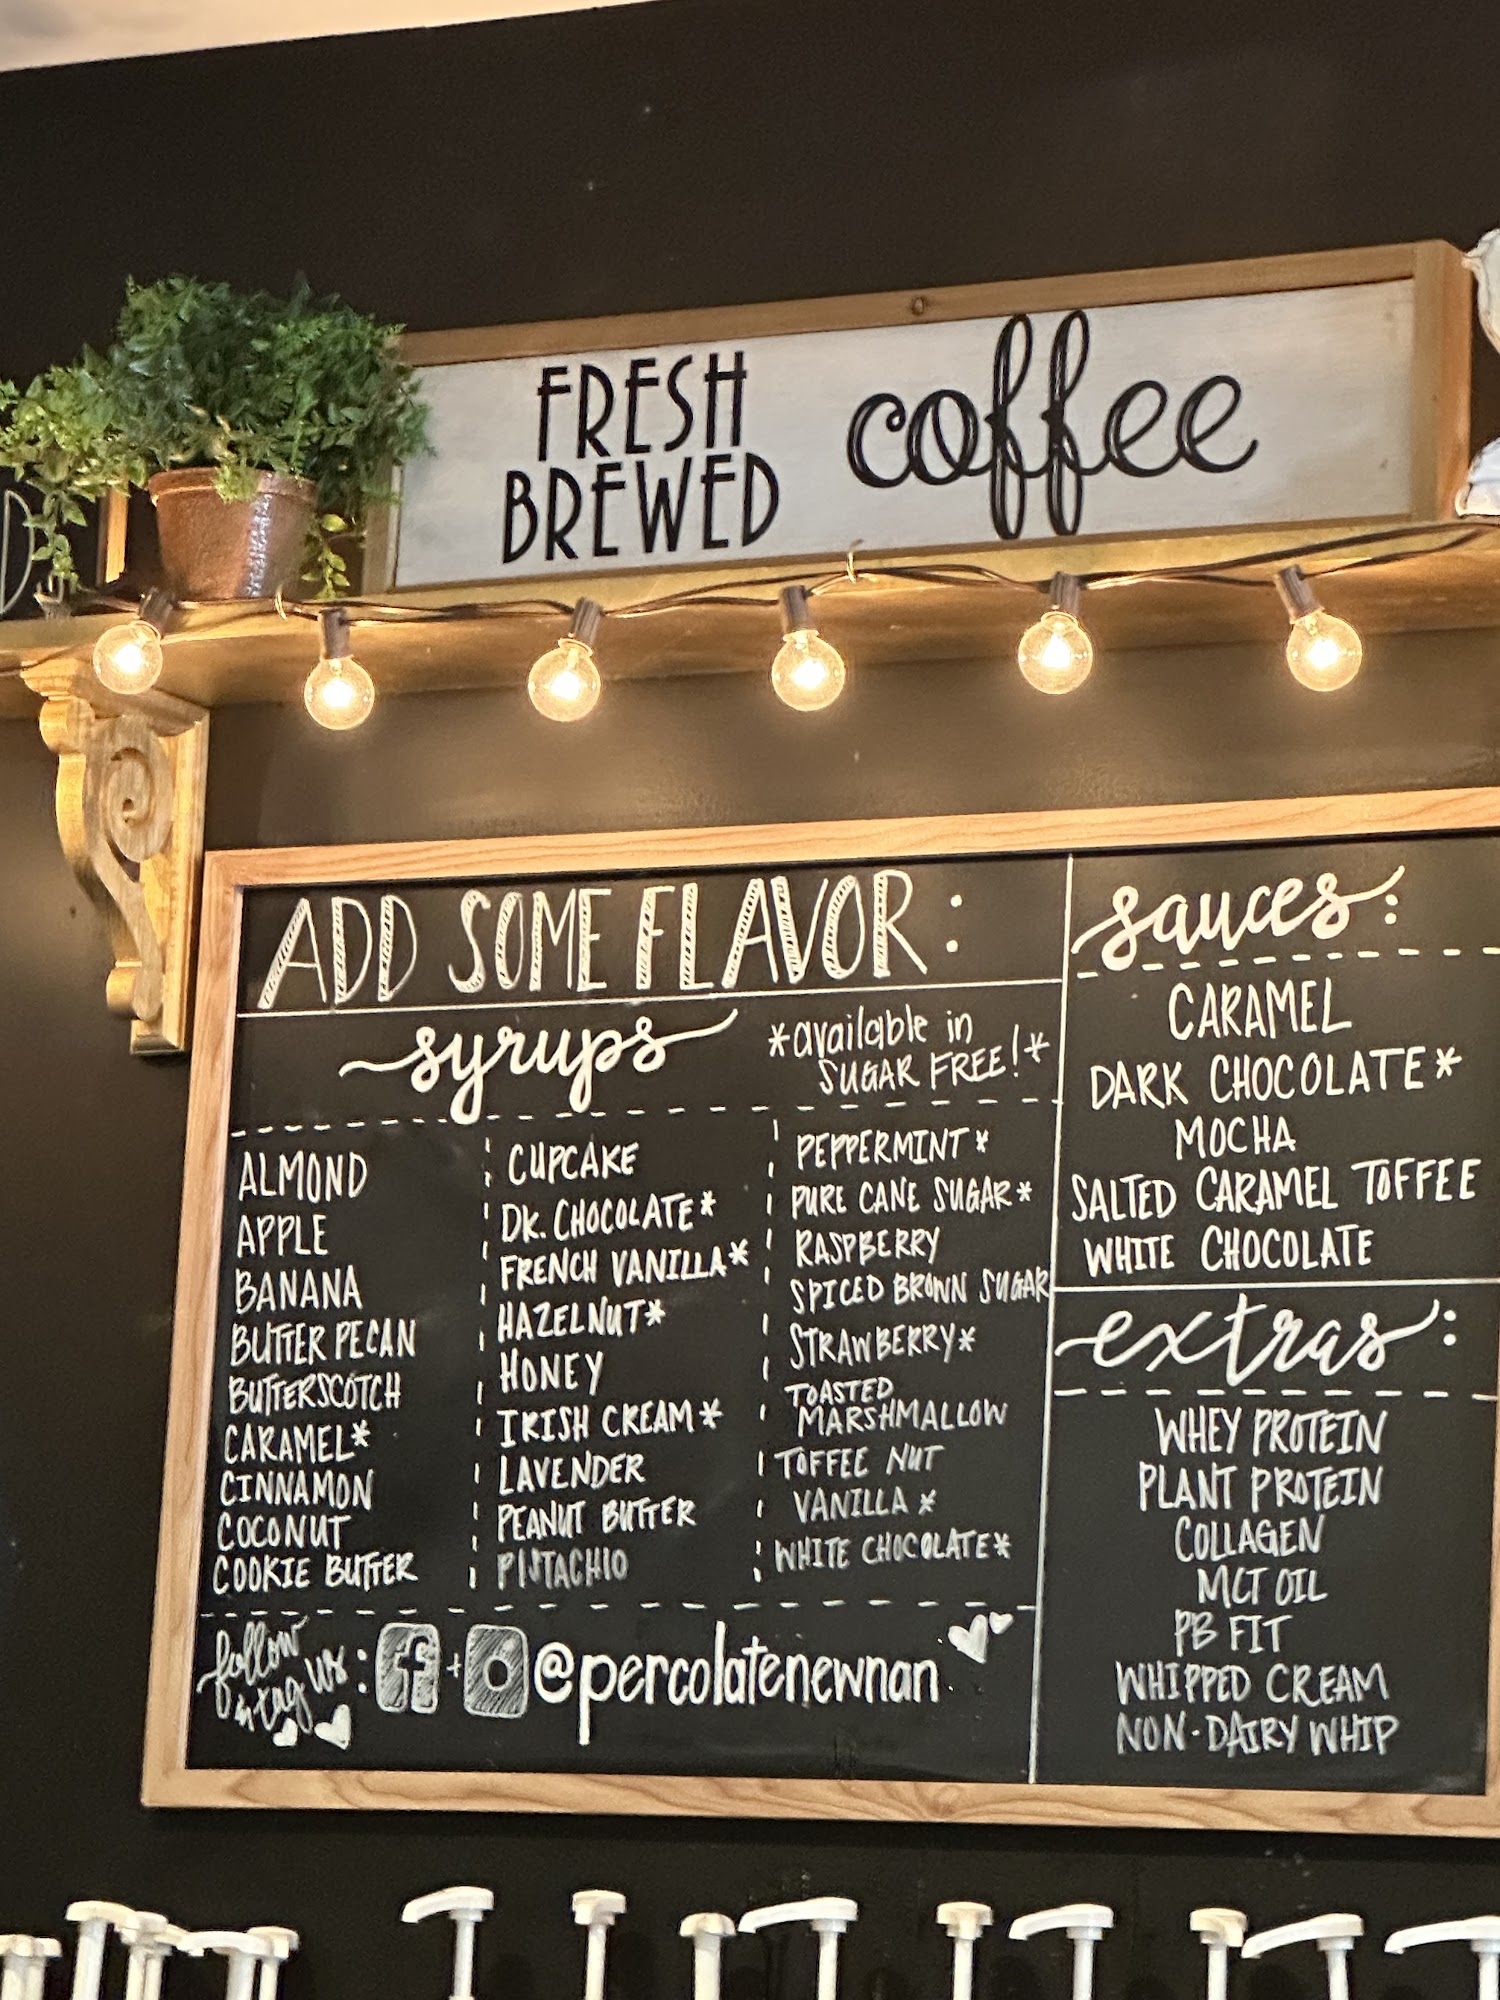 FRESH
BREWED
coffee
ADD SOME FLAVOR:
syrups
*available in
SUGAR FREE!*
ALMOND
APPLE
BANANA
BUTTER PECAN
BUTTERSCOTCH
CARAMEL*
CINNAMON
COCONUT
COOKIE BUTTER
CUPCAKE
DK. CHOCOLATE*
FRENCH VANILLA*
HAZELNUT*
HONEY
IRISH CREAM*
LAVENDER
PEANUT BUTTER
PISTACHIO
PEPPERMINT*
PURE CANE SUGAR*
RASPBERRY
SPICED BROWN SUGAR
STRAWBERRY*
TOASTED
MARSHMALLOW
TOFFEE NUT
VANILLA*
WHITE CHOCOLATE*
follow
& tag us: f + @percolatenewnan
sauces:
CARAMEL
DARK CHOCOLATE*
MOCHA
SALTED CARAMEL TOFFEE
WHITE CHOCOLATE
extras:
WHEY PROTEIN
PLANT PROTEIN
COLLAGEN
MCT OIL
PB FIT
WHIPPED CREAM
NON-DAIRY WHIP